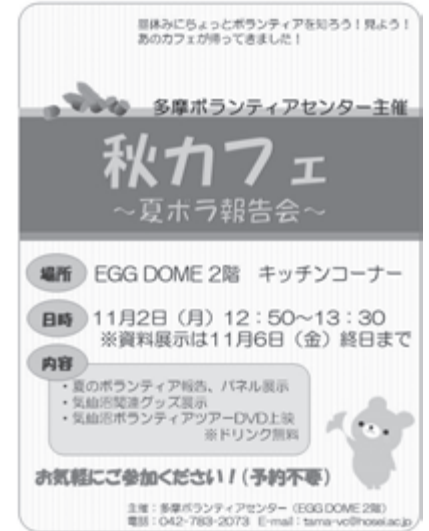 昼休みにちょっとボランティアを知ろう！見よう！
あのカフェが帰ってきました！
多摩ボランティアセンター主催
秋カフェ
～夏ボラ報告会～
場所 EGG DOME 2階 キッチンコーナー
日時 11月2日（月）12：50～13：30
※資料展示は11月6日（金）終日まで
内容
・夏のボランティア報告、パネル展示
・気仙沼関連グッズ展示
・気仙沼ボランティアツアーDVD上映
※ドリンク無料
お気軽にご参加ください！（予約不要）
主催：多摩ボランティアセンター（EGG DOME 2階）
電話：042-783-2073 E-mail：tama-vc@hosei.ac.jp